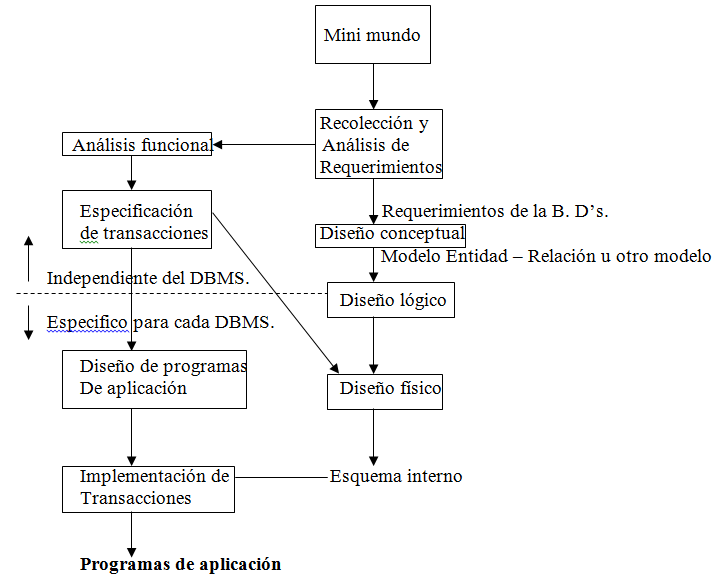 Mini mundo
Recolección y
Análisis de
Requerimientos
Análisis funcional
Especificación
de transacciones
Requerimientos de la B. D’s.
Diseño conceptual
Modelo Entidad – Relación u otro modelo
Independiente del DBMS.
Diseño lógico
Especifico para cada DBMS.
Diseño de programas
De aplicación
Diseño físico
Implementación de
Transacciones
Esquema interno
Programas de aplicación